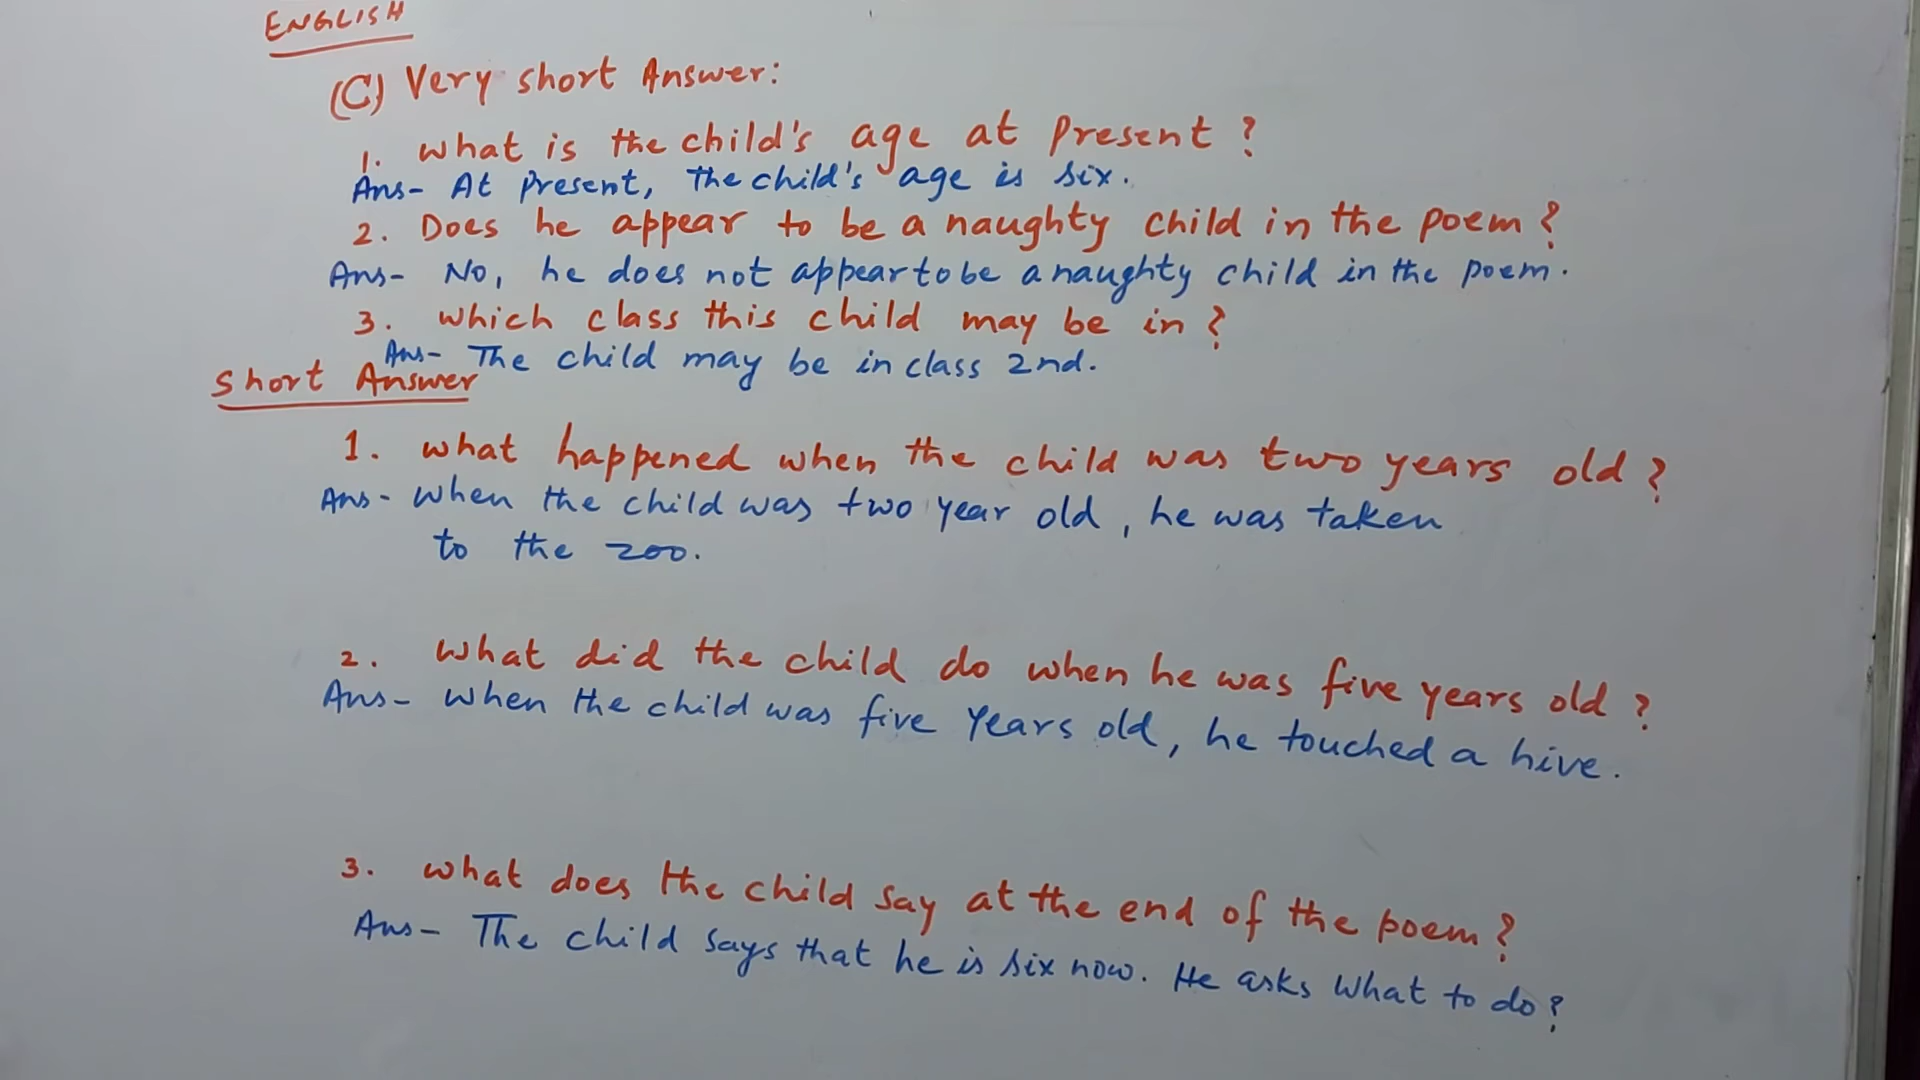 ENGLISH
(C) Very short Answer:
1. What is the child's age at present?
Ans- At present, the child's age is six.
2. Does he appear to be a naughty child in the poem?
Ans- No, he does not appear to be a naughty child in the poem.
3. which class this child may be in?
Ans- The child may be in class 2nd.
Short Answer
1. what happened when the child was two years old?
Ans- When the child was two year old, he was taken
to the zoo.
2. What did the child do when he was five years old?
Ans- When the child was five Years old, he touched a hive.
3. what does the child say at the end of the poem?
Ans- The child says that he is six now. He asks What to do?